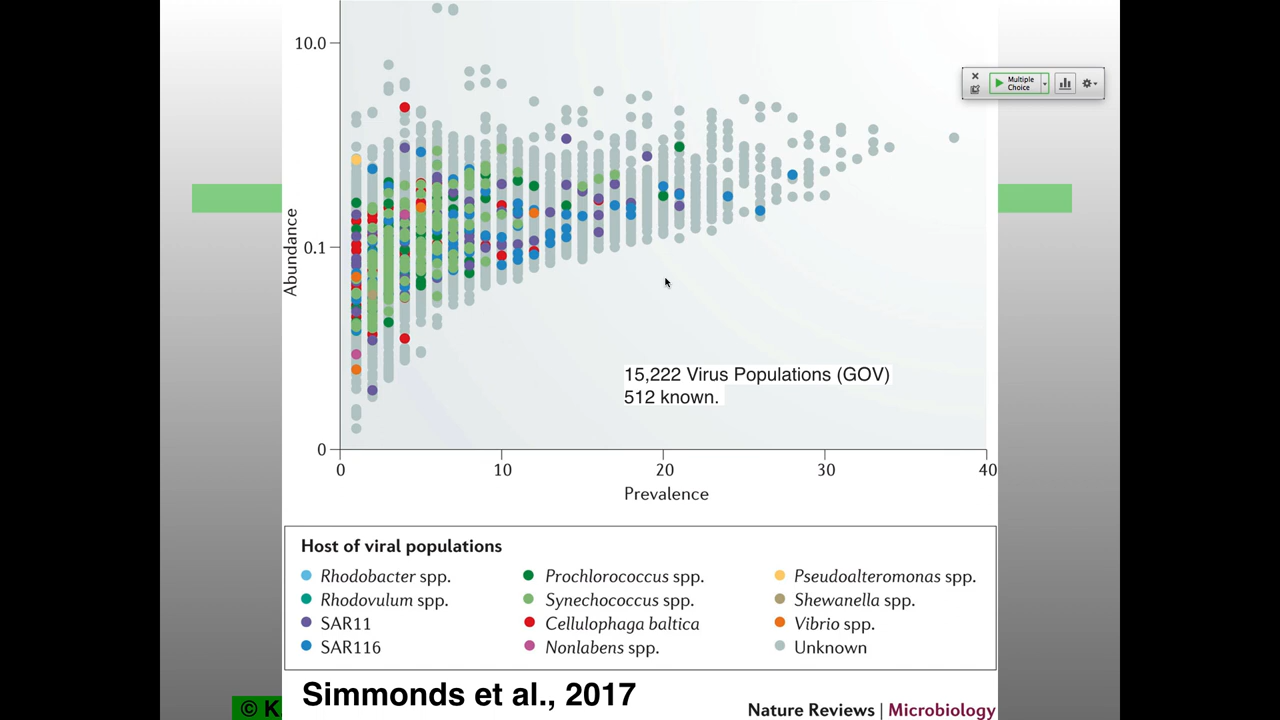 10.0
Multiple
Choice
Abundance
0.1
15,222 Virus Populations (GOV)
512 known.
0
0 10 20 30 40
Prevalence
Host of viral populations
Rhodobacter spp. Prochlorococcus spp. Pseudoalteromonas spp.
Rhodovulum spp. Synechococcus spp. Shewanella spp.
SAR11 Cellulophaga baltica Vibrio spp.
SAR116 Nonlabens spp. Unknown
Simmonds et al., 2017
© K
Nature Reviews | Microbiology